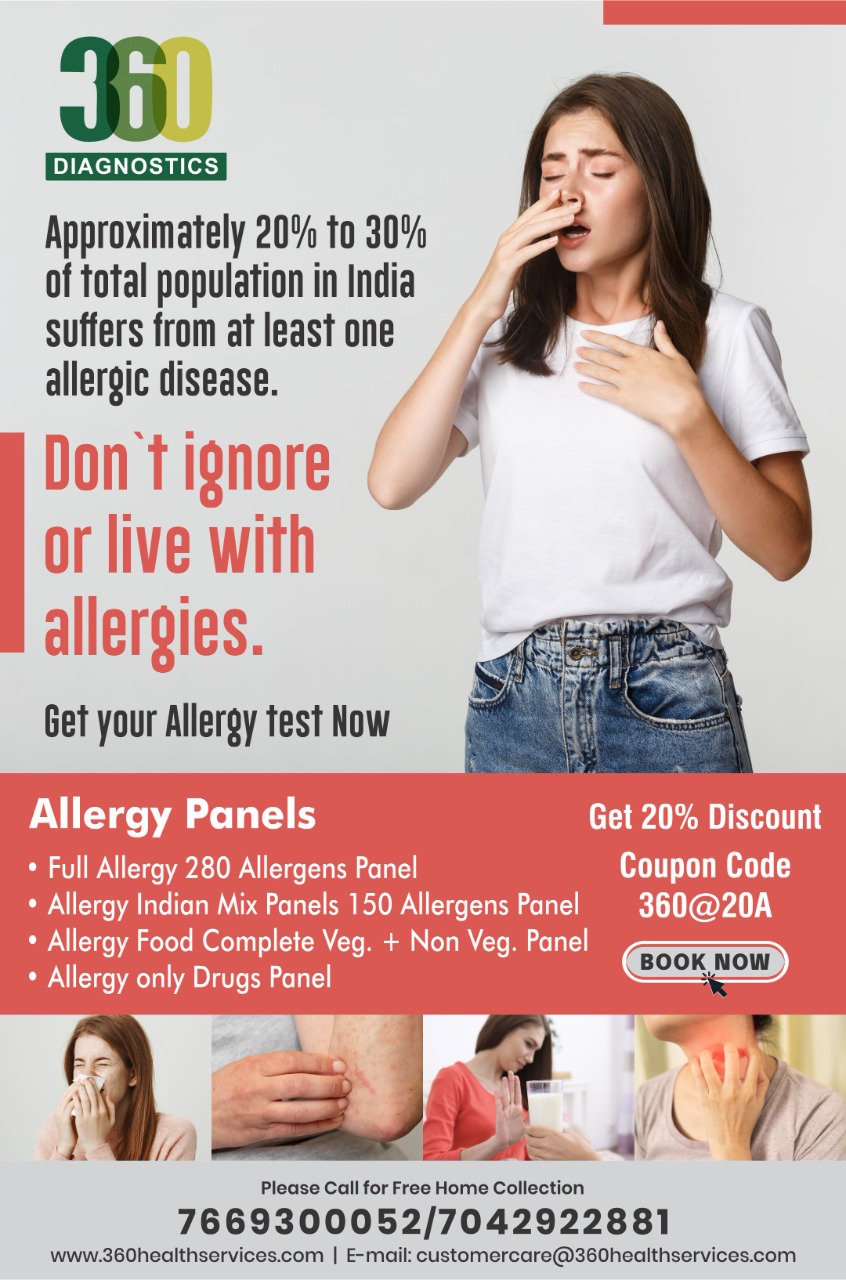 360
DIAGNOSTICS
Approximately 20% to 30%
of total population in India
suffers from at least one
allergic disease.
Don`t ignore
or live with
allergies.
Get your Allergy test Now
Allergy Panels
• Full Allergy 280 Allergens Panel
• Allergy Indian Mix Panels 150 Allergens Panel
• Allergy Food Complete Veg. + Non Veg. Panel
• Allergy only Drugs Panel
Get 20% Discount
Coupon Code
360@20A
BOOK NOW
Please Call for Free Home Collection
7669300052/7042922881
www.360healthservices.com | E-mail: customercare@360healthservices.com